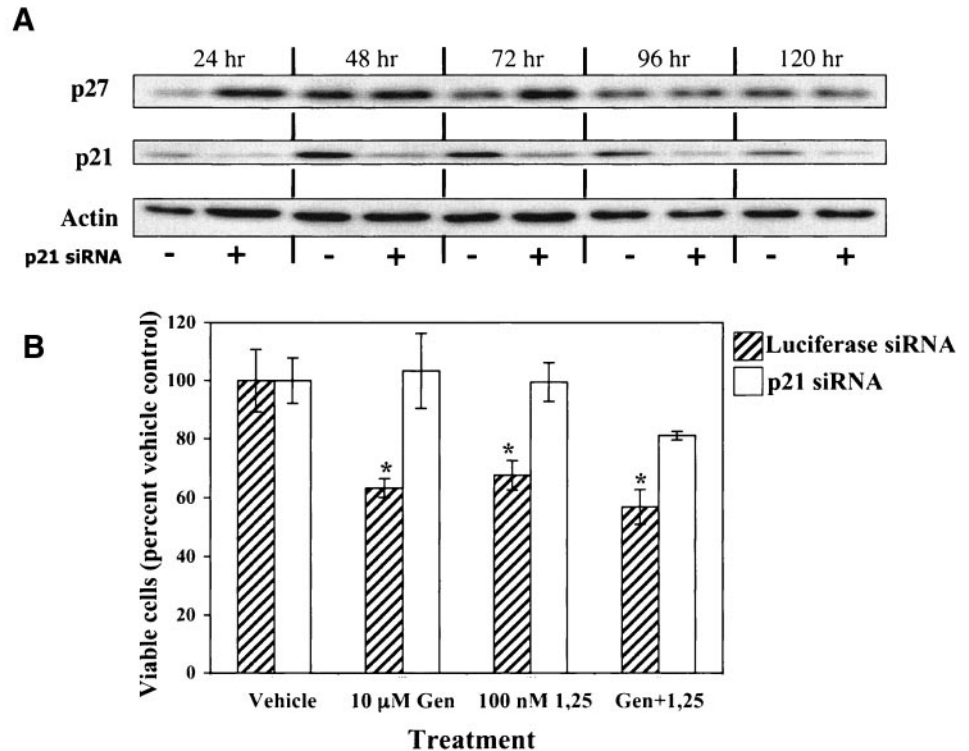 A
24 hr 48 hr 72 hr 96 hr 120 hr
p27
p21
Actin
p21 siRNA - + - + - + - + - +
B
Viable cells (percent vehicle control)
120
100
80
60
40
20
0
* * *
Luciferase siRNA
p21 siRNA
Vehicle 10 µM Gen 100 nM 1,25 Gen+1,25
Treatment